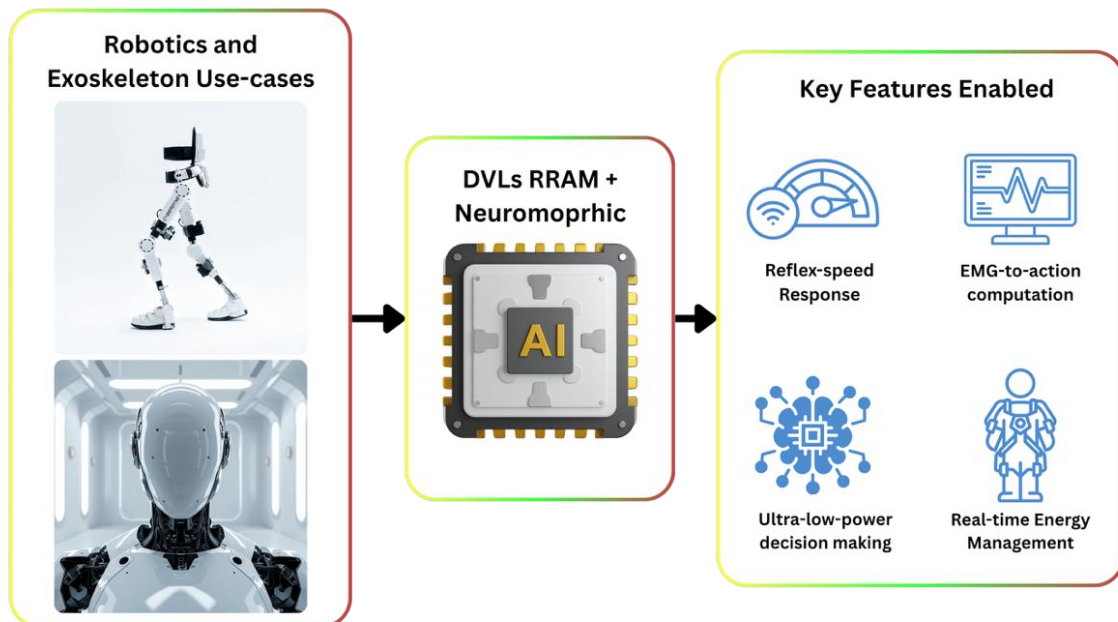 Robotics and
Exoskeleton Use-cases
DVLs RRAM +
Neuromoprhic
AI
Key Features Enabled
Reflex-speed
Response
EMG-to-action
computation
Ultra-low-power
decision making
Real-time Energy
Management